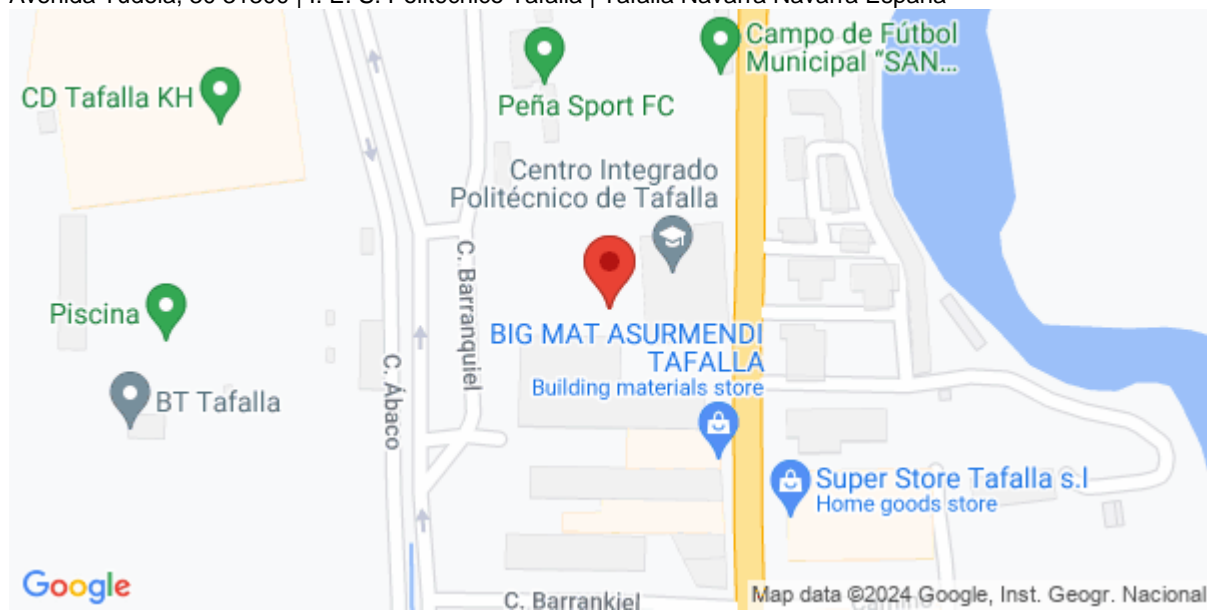 Campo de Fútbol
Municipal “SAN...
CD Tafalla KH
Peña Sport FC
Centro Integrado
Politécnico de Tafalla
C. Barranquiel
Piscina
BIG MAT ASURMENDI
TAFALLA
Building materials store
C. Ábaco
BT Tafalla
Super Store Tafalla s.l
Home goods store
Google
C. Barrankiel
Map data ©2024 Google, Inst. Geogr. Nacional